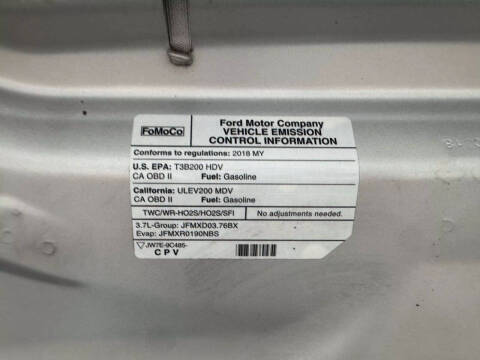 FoMoCo
Ford Motor Company
VEHICLE EMISSION
CONTROL INFORMATION
Conforms to regulations: 2018 MY
U.S. EPA: T3B200 HDV
CA OBD II Fuel: Gasoline
California: ULEV200 MDV
CA OBD II Fuel: Gasoline
TWC/WR-HO2S/HO2S/SFI No adjustments needed.
3.7L-Group: JFMXD03.76BX
Evap: JFMXR0190NBS
JW7E-9C485-
C P V